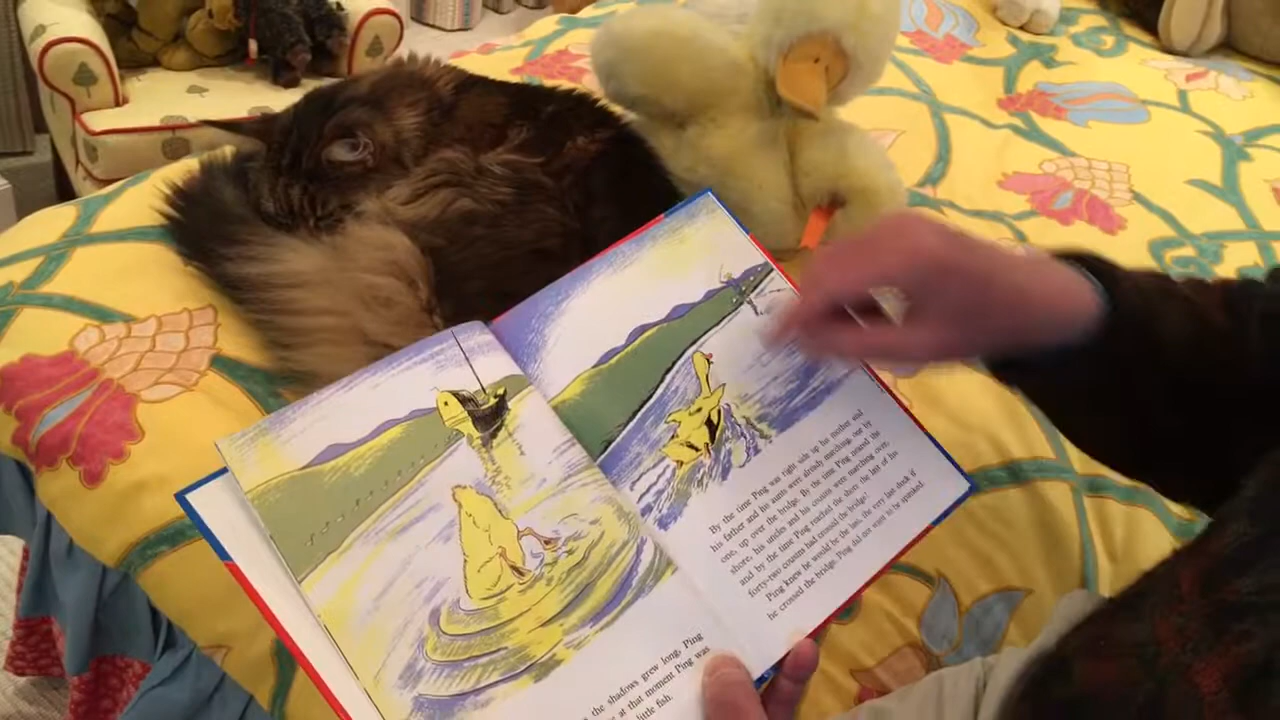 the shadows grew long, Ping
at that moment Ping was
little fish.
By the time Ping was right side up his mother and
his father and his aunts were already marching, one by
one, up over the bridge. By the time Ping neared the
shore, his uncles and his cousins were marching over,
and by the time Ping reached the shore the last of his
forty-two cousins had crossed the bridge!
Ping knew he would be the last, the very last duck if
he crossed the bridge. Ping did not want to be spanked.